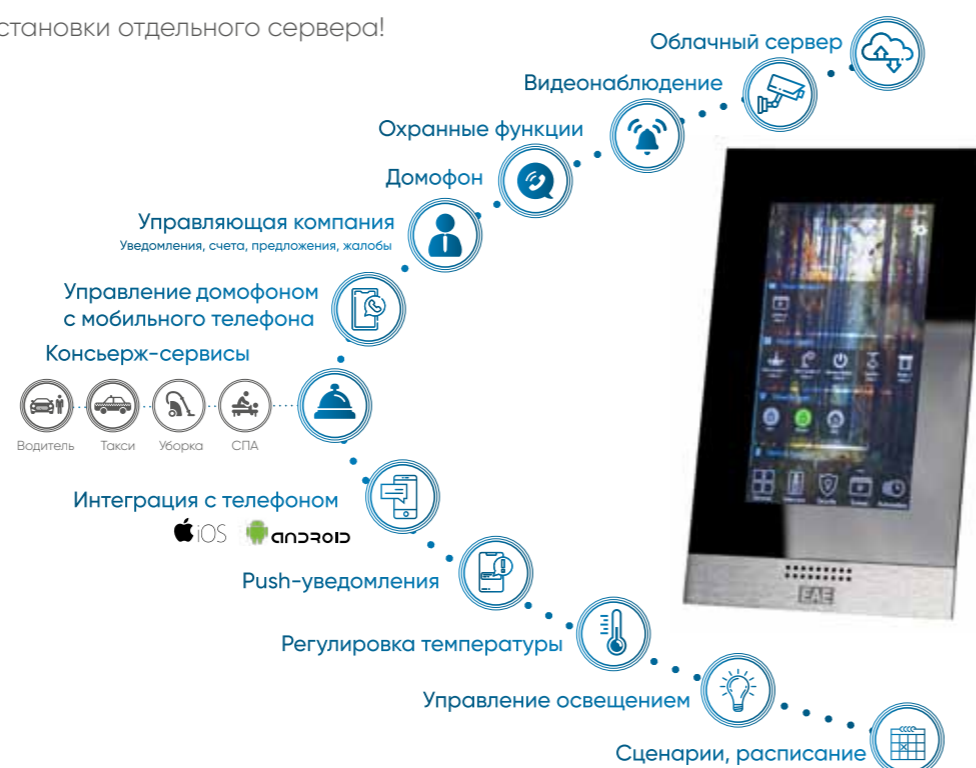 становки отдельного сервера!
Облачный сервер
Видеонаблюдение
Охранные функции
Домофон
Управляющая компания
Уведомления, счета, предложения, жалобы
Управление домофоном
с мобильного телефона
Консьерж-сервисы
Водитель Такси Уборка СПА
Интеграция с телефоном
iOS android
Push-уведомления
Регулировка температуры
Управление освещением
Сценарии, расписание
EAE